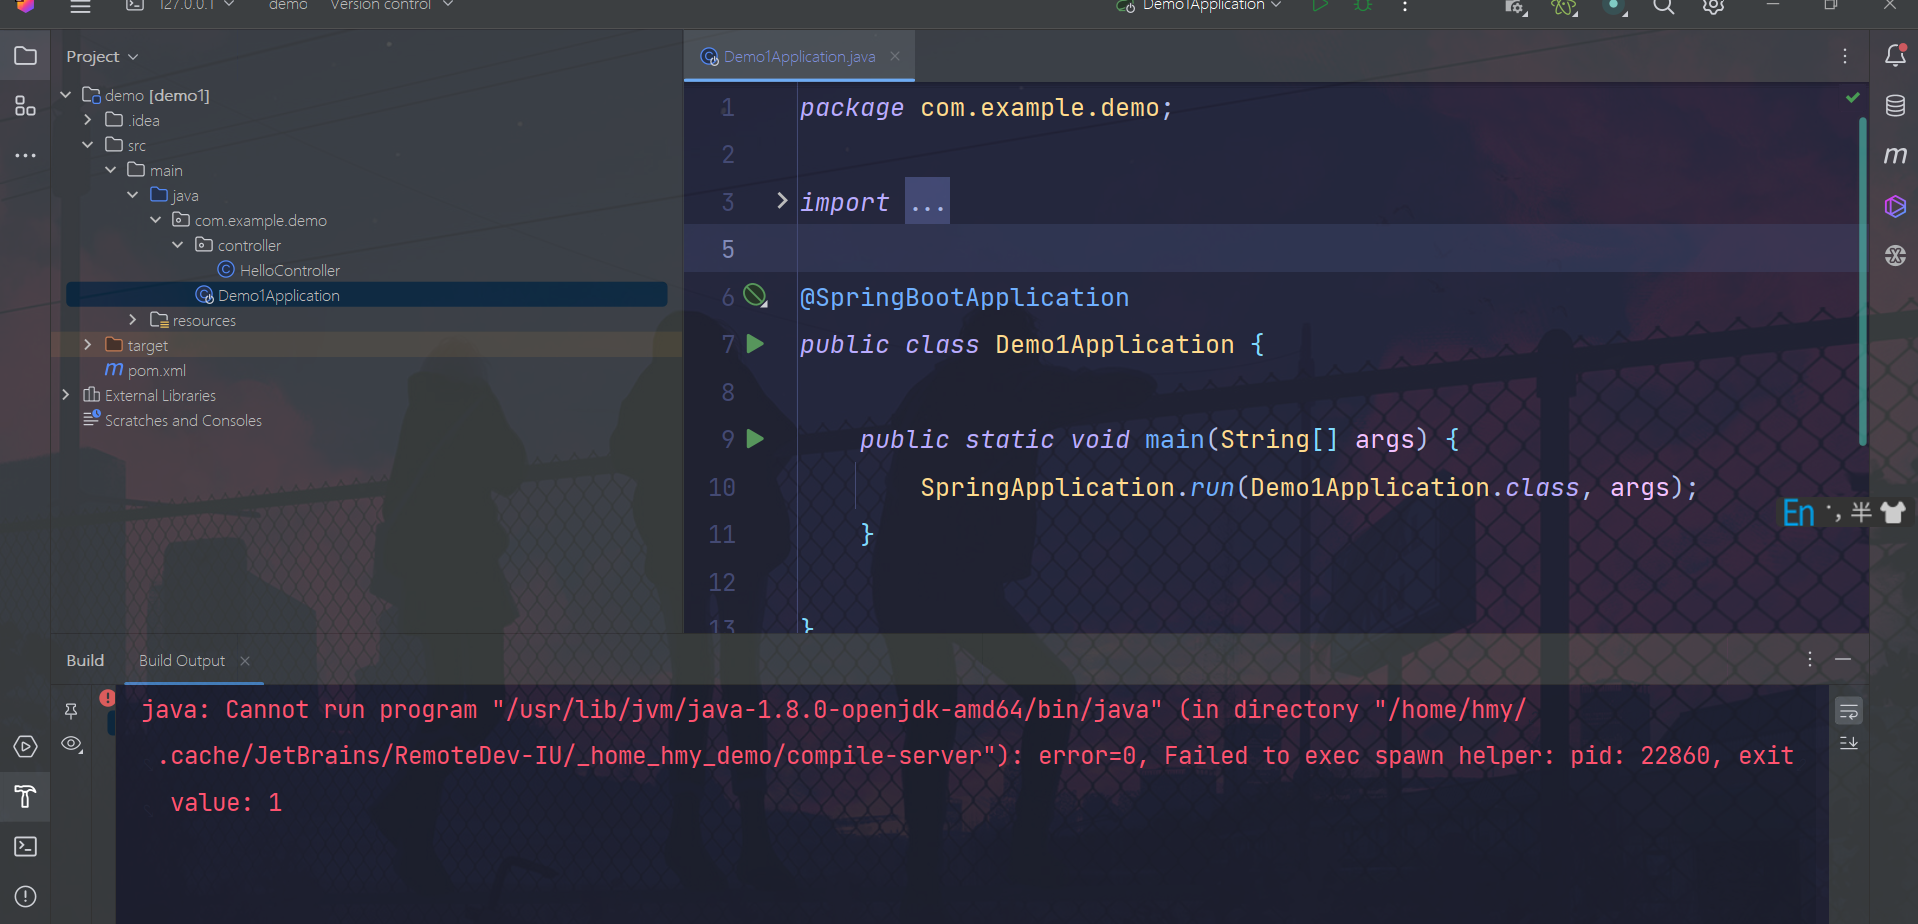 127.0.0.1
demo
Version control
Demo1Application
Project
Demo1Application.java
demo [demo1]
.idea
src
main
java
com.example.demo
controller
HelloController
Demo1Application
resources
target
m pom.xml
External Libraries
Scratches and Consoles
1 package com.example.demo;
2
3 import ...
5
6 @SpringBootApplication
7 public class Demo1Application {
8
9 public static void main(String[] args) {
10 SpringApplication.run(Demo1Application.class, args);
11 }
12
13 }
m
En ·, 半
Build
Build Output
java: Cannot run program "/usr/lib/jvm/java-1.8.0-openjdk-amd64/bin/java" (in directory "/home/hmy/
.cache/JetBrains/RemoteDev-IU/_home_hmy_demo/compile-server"): error=0, Failed to exec spawn helper: pid: 22860, exit
value: 1